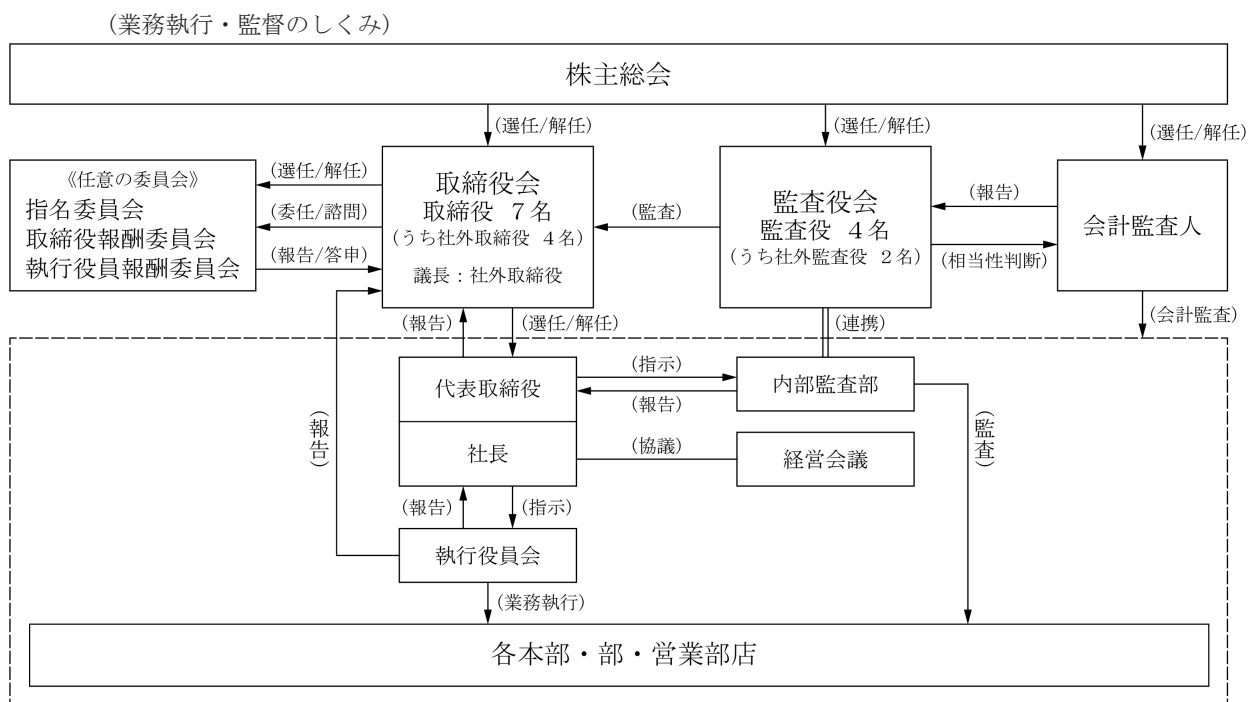 (業務執行・監督のしくみ)
株主総会
(選任/解任)
(選任/解任)
(選任/解任)
《任意の委員会》
指名委員会
取締役報酬委員会
執行役員報酬委員会
(選任/解任)
(委任/諮問)
(報告/答申)
取締役会
取締役 7名
(うち社外取締役 4名)
議長:社外取締役
(監査)
監査役会
監査役 4名
(うち社外監査役 2名)
(報告)
(相当性判断)
会計監査人
(報告)
(選任/解任)
(連携)
(会計監査)
代表取締役
社長
(指示)
(報告)
内部監査部
(協議)
経営会議
(報告)
(監査)
(報告)
(指示)
執行役員会
(業務執行)
各本部・部・営業部店